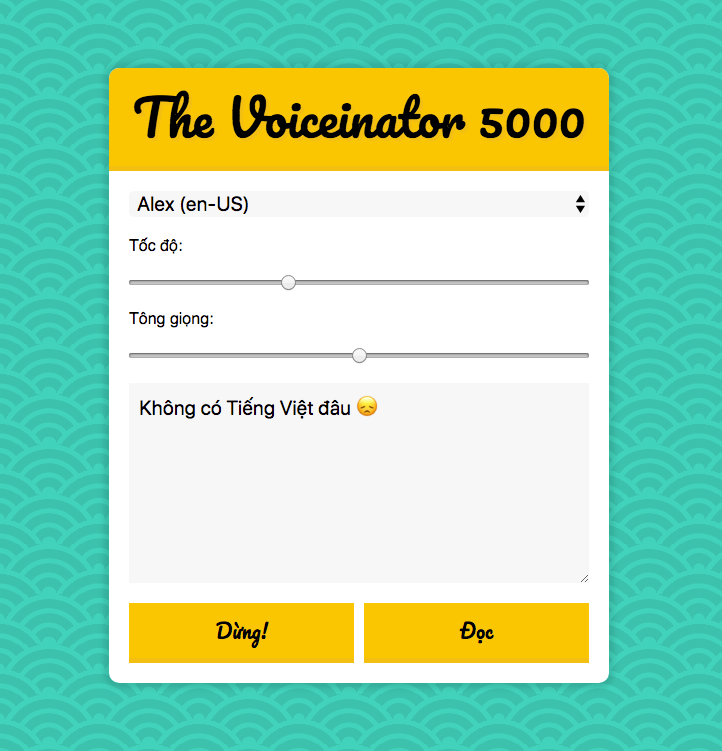 The Voiceinator 5000
Alex (en-US)
Tốc độ:
Tông giọng:
Không có Tiếng Việt đâu 😞
Dừng!
Đọc